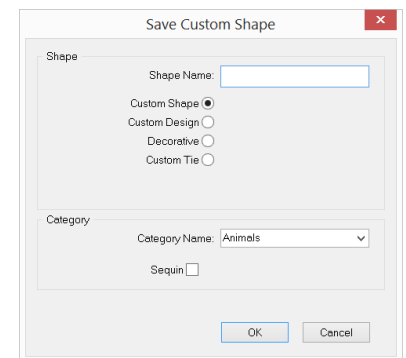 Save Custom Shape
Shape
Shape Name:
Custom Shape
Custom Design
Decorative
Custom Tie
Category
Category Name: Animals
Sequin
OK Cancel